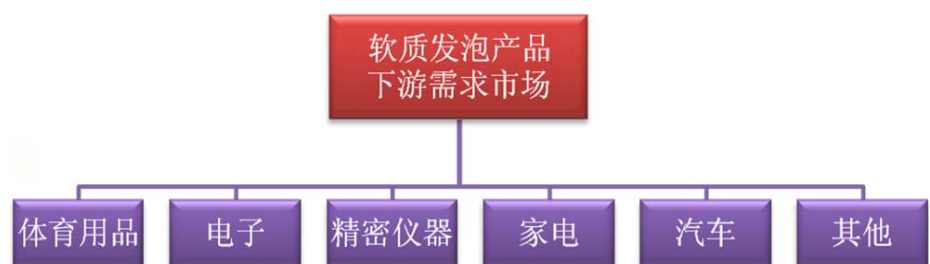 软质发泡产品
下游需求市场
体育用品
电子
精密仪器
家电
汽车
其他